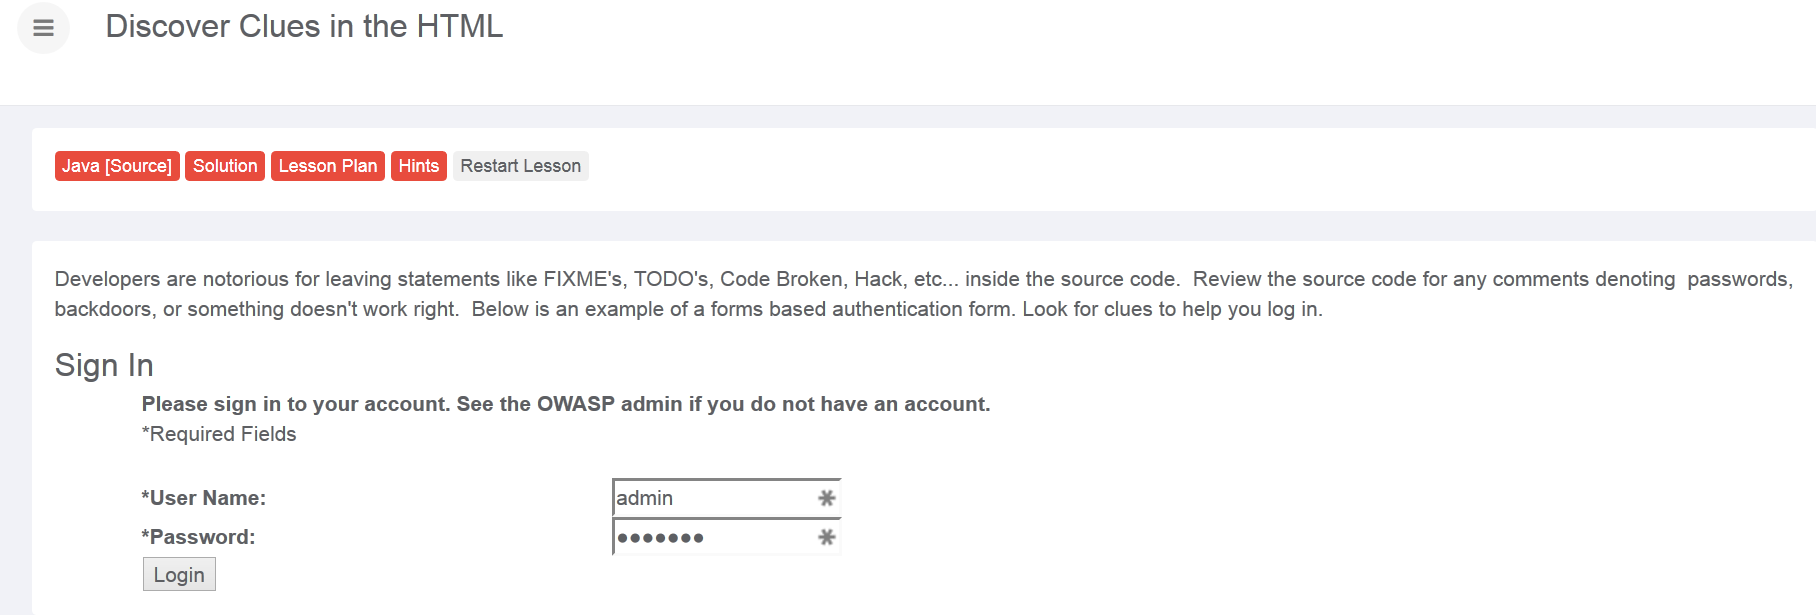 Discover Clues in the HTML
Java [Source] Solution Lesson Plan Hints Restart Lesson
Developers are notorious for leaving statements like FIXME's, TODO's, Code Broken, Hack, etc... inside the source code.  Review the source code for any comments denoting  passwords,
backdoors, or something doesn't work right.  Below is an example of a forms based authentication form. Look for clues to help you log in.
Sign In
Please sign in to your account. See the OWASP admin if you do not have an account.
*Required Fields
*User Name: admin
*Password: •••••••
Login